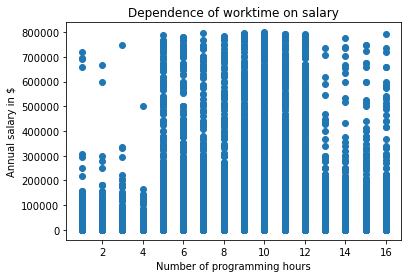 Dependence of worktime on salary
Annual salary in $
800000
700000
600000
500000
400000
300000
200000
100000
0
2 4 6 8 10 12 14 16
Number of programming hours